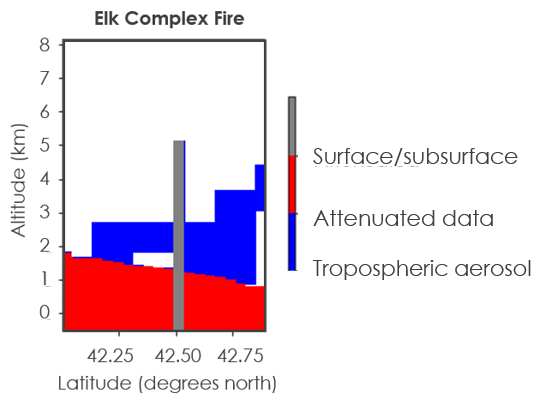 Elk Complex Fire
8
7
6
5
4
3
2
1
0
Altitude (km)
42.25 42.50 42.75
Latitude (degrees north)
Surface/subsurface
Attenuated data
Tropospheric aerosol